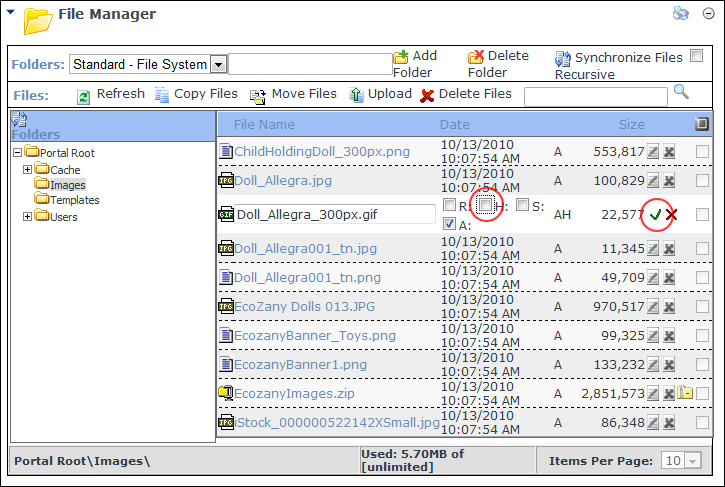 File Manager
Folders: Standard - File System Add Folder Delete Folder Synchronize Files Recursive
Files: Refresh Copy Files Move Files Upload Delete Files
Folders
Portal Root
Cache
Images
Templates
Users
File Name Date Size
ChildHoldingDoll_300px.png 10/13/2010 10:07:54 AM A 553,817
Doll_Allegra.jpg 10/13/2010 10:07:54 AM A 100,829
Doll_Allegra_300px.gif R: H: S: A: AH 22,577
Doll_Allegra001_tn.jpg 10/13/2010 10:07:54 AM A 11,345
Doll_Allegra001_tn.png 10/13/2010 10:07:54 AM A 49,709
EcoZany Dolls 013.JPG 10/13/2010 10:07:54 AM A 970,517
EcozanyBanner_Toys.png 10/13/2010 10:07:54 AM A 99,325
EcozanyBanner1.png 10/13/2010 10:07:54 AM A 133,232
EcozanyImages.zip 10/13/2010 10:07:54 AM A 2,851,573
iStock_000000522142XSmall.jpg 10/13/2010 10:07:54 AM A 86,348
Portal Root\Images\ Used: 5.70MB of [unlimited] Items Per Page: 10